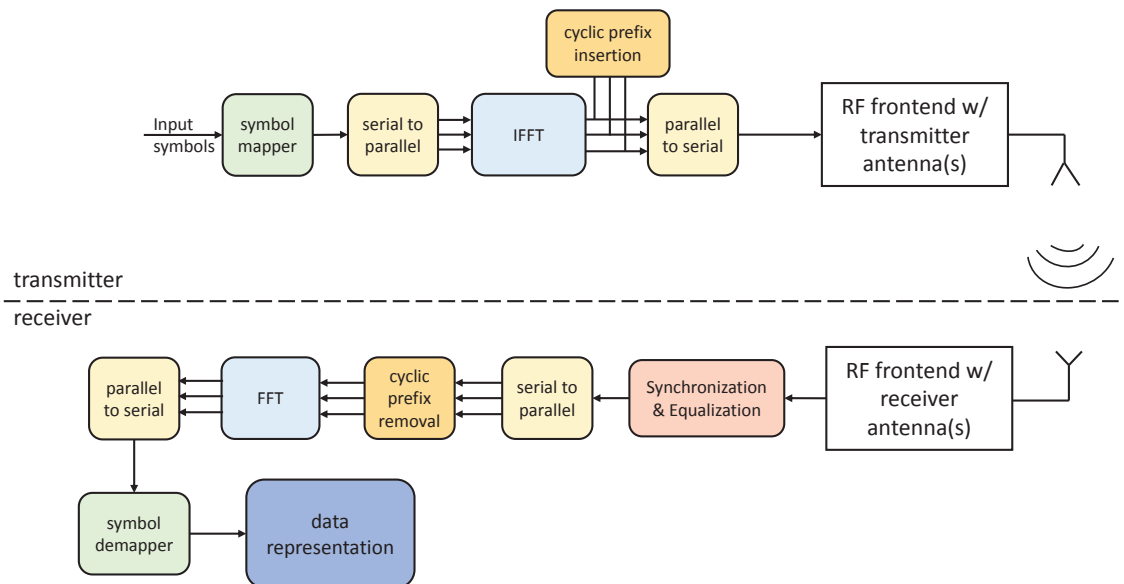 cyclic prefix
insertion
Input
symbols
symbol
mapper
serial to
parallel
IFFT
parallel
to serial
RF frontend w/
transmitter
antenna(s)
transmitter
receiver
parallel
to serial
FFT
cyclic
prefix
removal
serial to
parallel
Synchronization
& Equalization
RF frontend w/
receiver
antenna(s)
symbol
demapper
data
representation